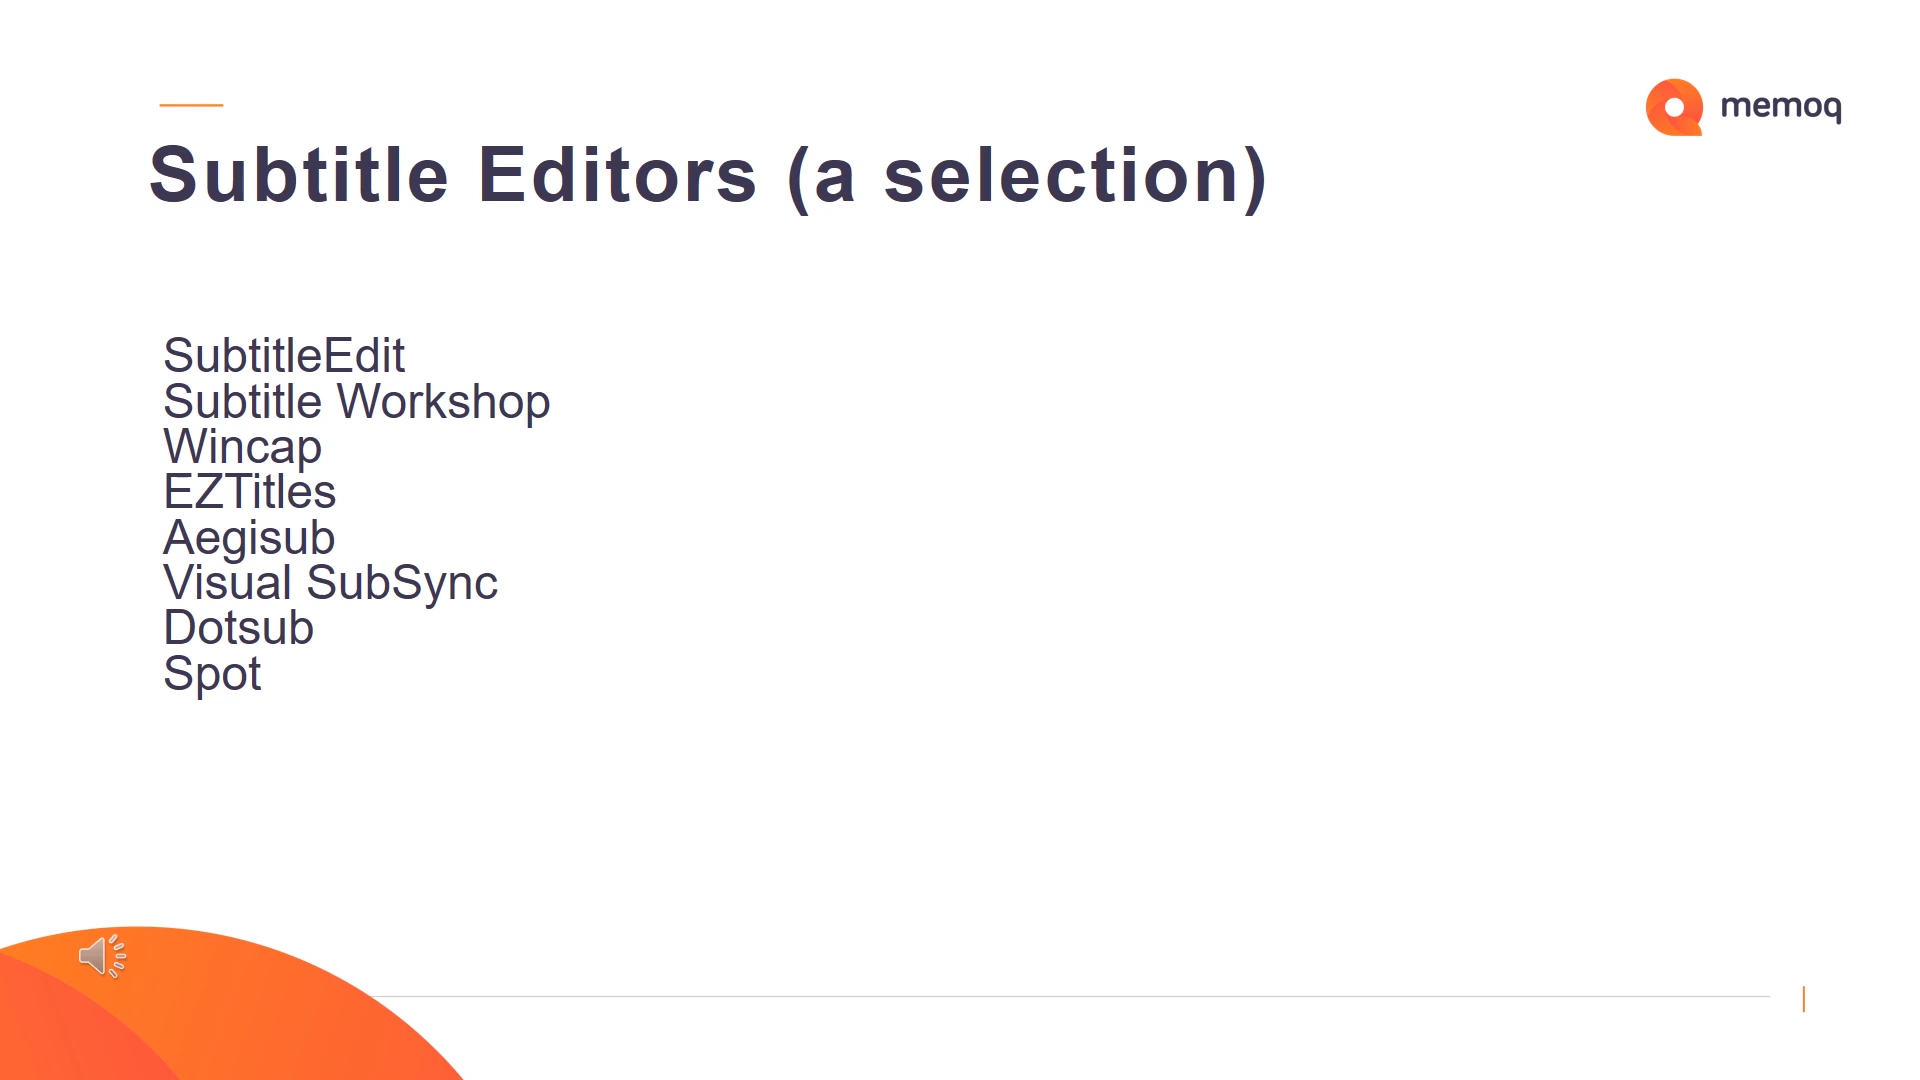 memoq
Subtitle Editors (a selection)
SubtitleEdit
Subtitle Workshop
Wincap
EZTitles
Aegisub
Visual SubSync
Dotsub
Spot